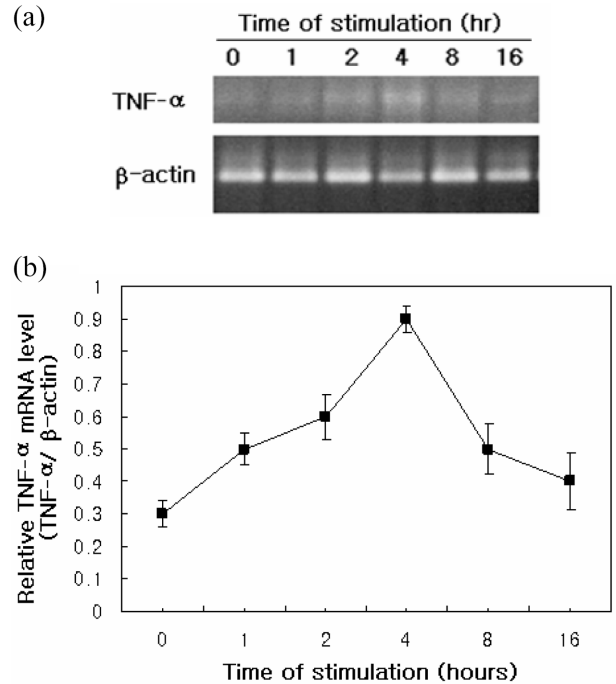 (a)
Time of stimulation (hr)
0 1 2 4 8 16
TNF-α
β-actin
(b)
Relative TNF-α mRNA level
(TNF-α/ β-actin)
1
0.9
0.8
0.7
0.6
0.5
0.4
0.3
0.2
0.1
0
0 1 2 4 8 16
Time of stimulation (hours)